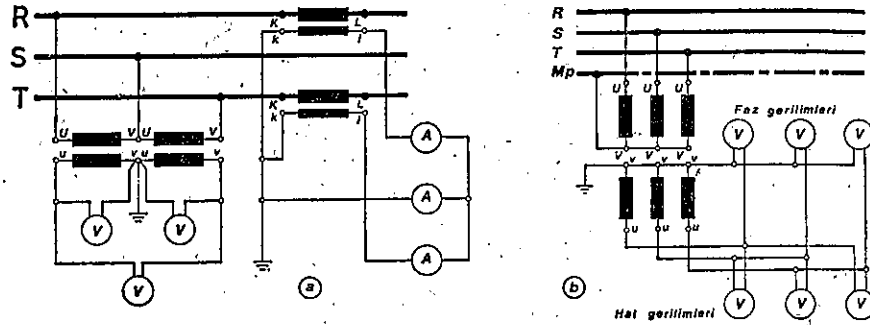 R
S
T
K L
k l
K L
k l
U V U V
u v u v
V V
V
A
A
A
a
R
S
T
Mp
U U U
V V V
v v v
u u u
Faz gerilimleri
V V V
V V V
Hat gerilimleri
b